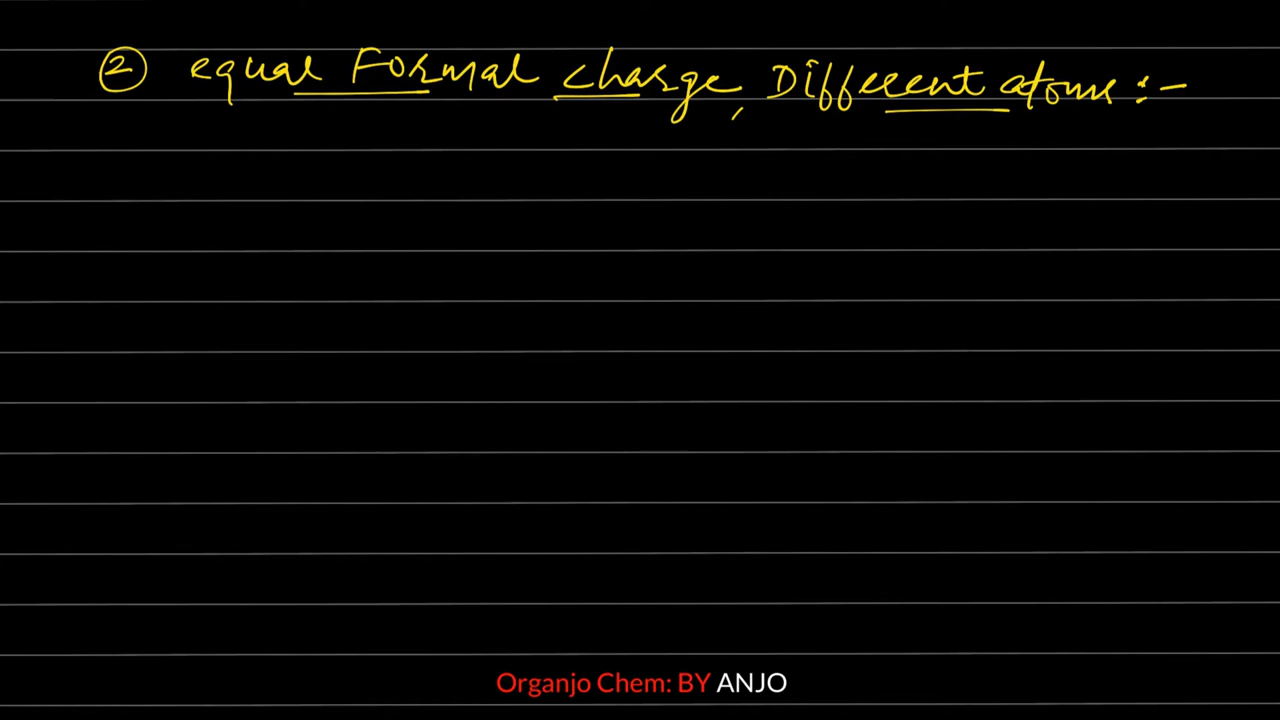 ② equal Formal charge, Different atoms :-
Organjo Chem: BY ANJO